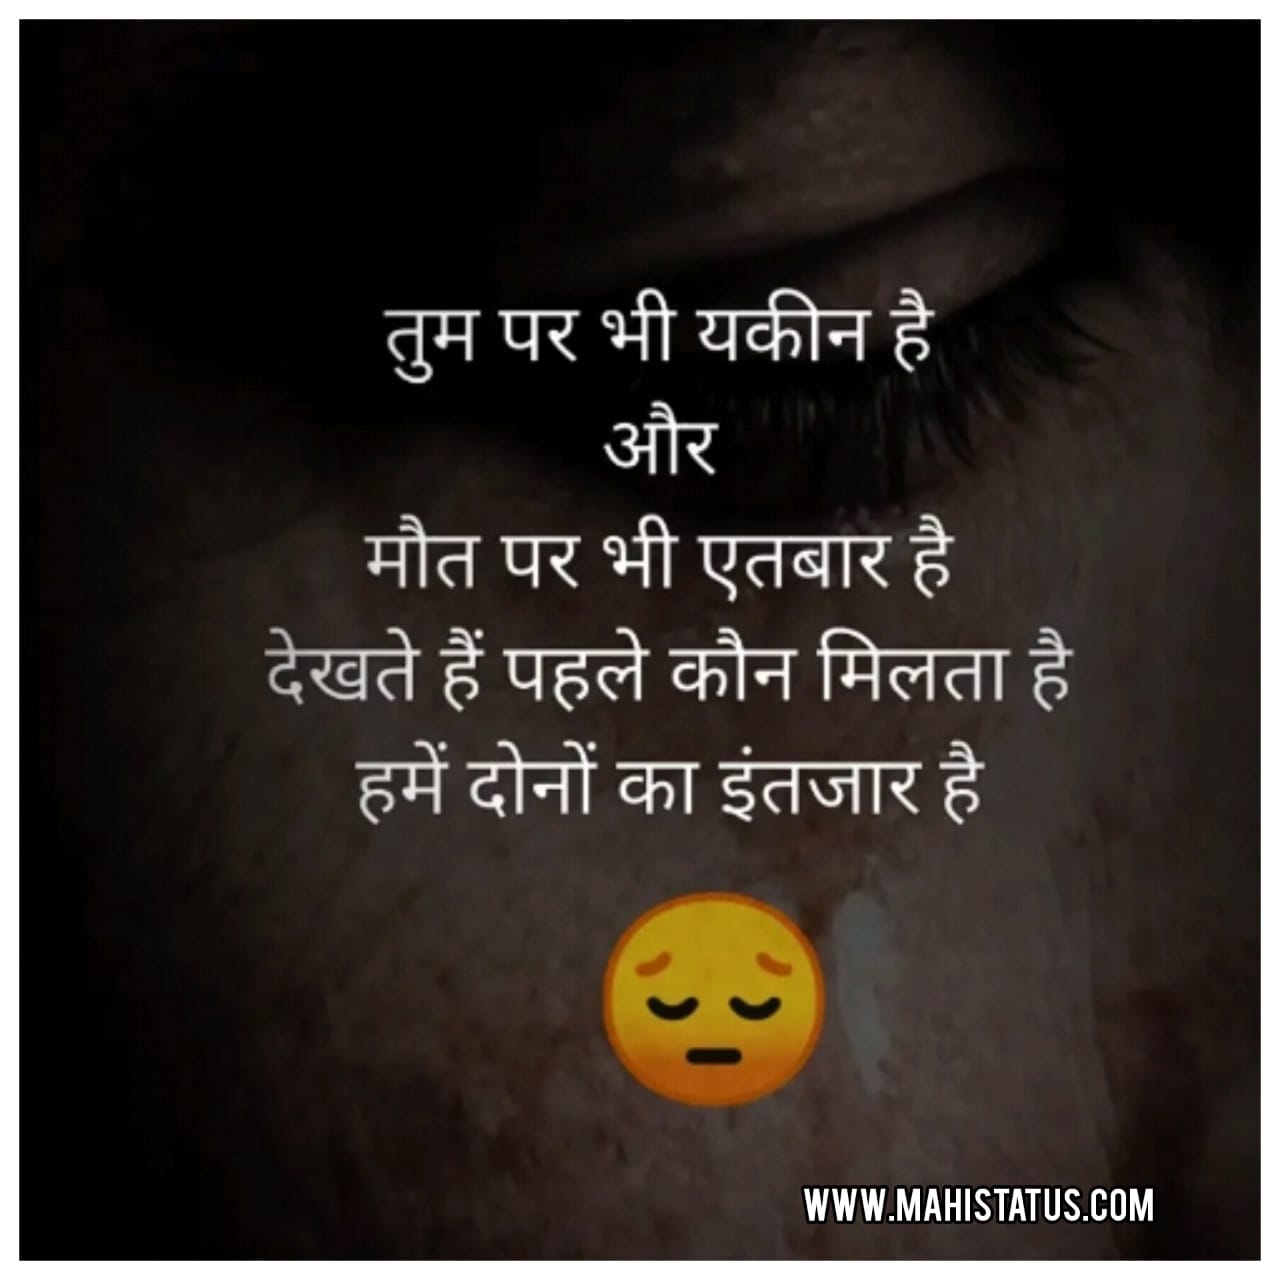 तुम पर भी यकीन है
और
मौत पर भी एतबार है
देखते हैं पहले कौन मिलता है
हमें दोनों का इंतजार है
WWW.MAHISTATUS.COM